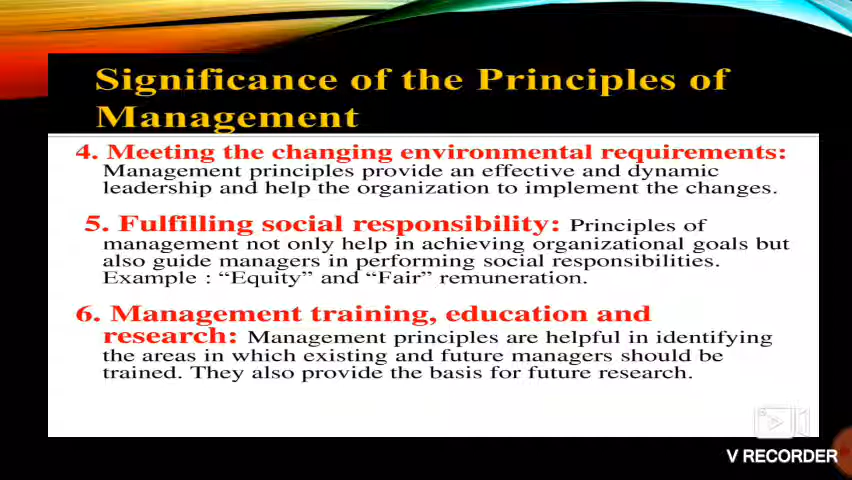 Significance of the Principles of
Management
4. Meeting the changing environmental requirements:
Management principles provide an effective and dynamic
leadership and help the organization to implement the changes.
5. Fulfilling social responsibility: Principles of
management not only help in achieving organizational goals but
also guide managers in performing social responsibilities.
Example : “Equity” and “Fair” remuneration.
6. Management training, education and
research: Management principles are helpful in identifying
the areas in which existing and future managers should be
trained. They also provide the basis for future research.
V RECORDER